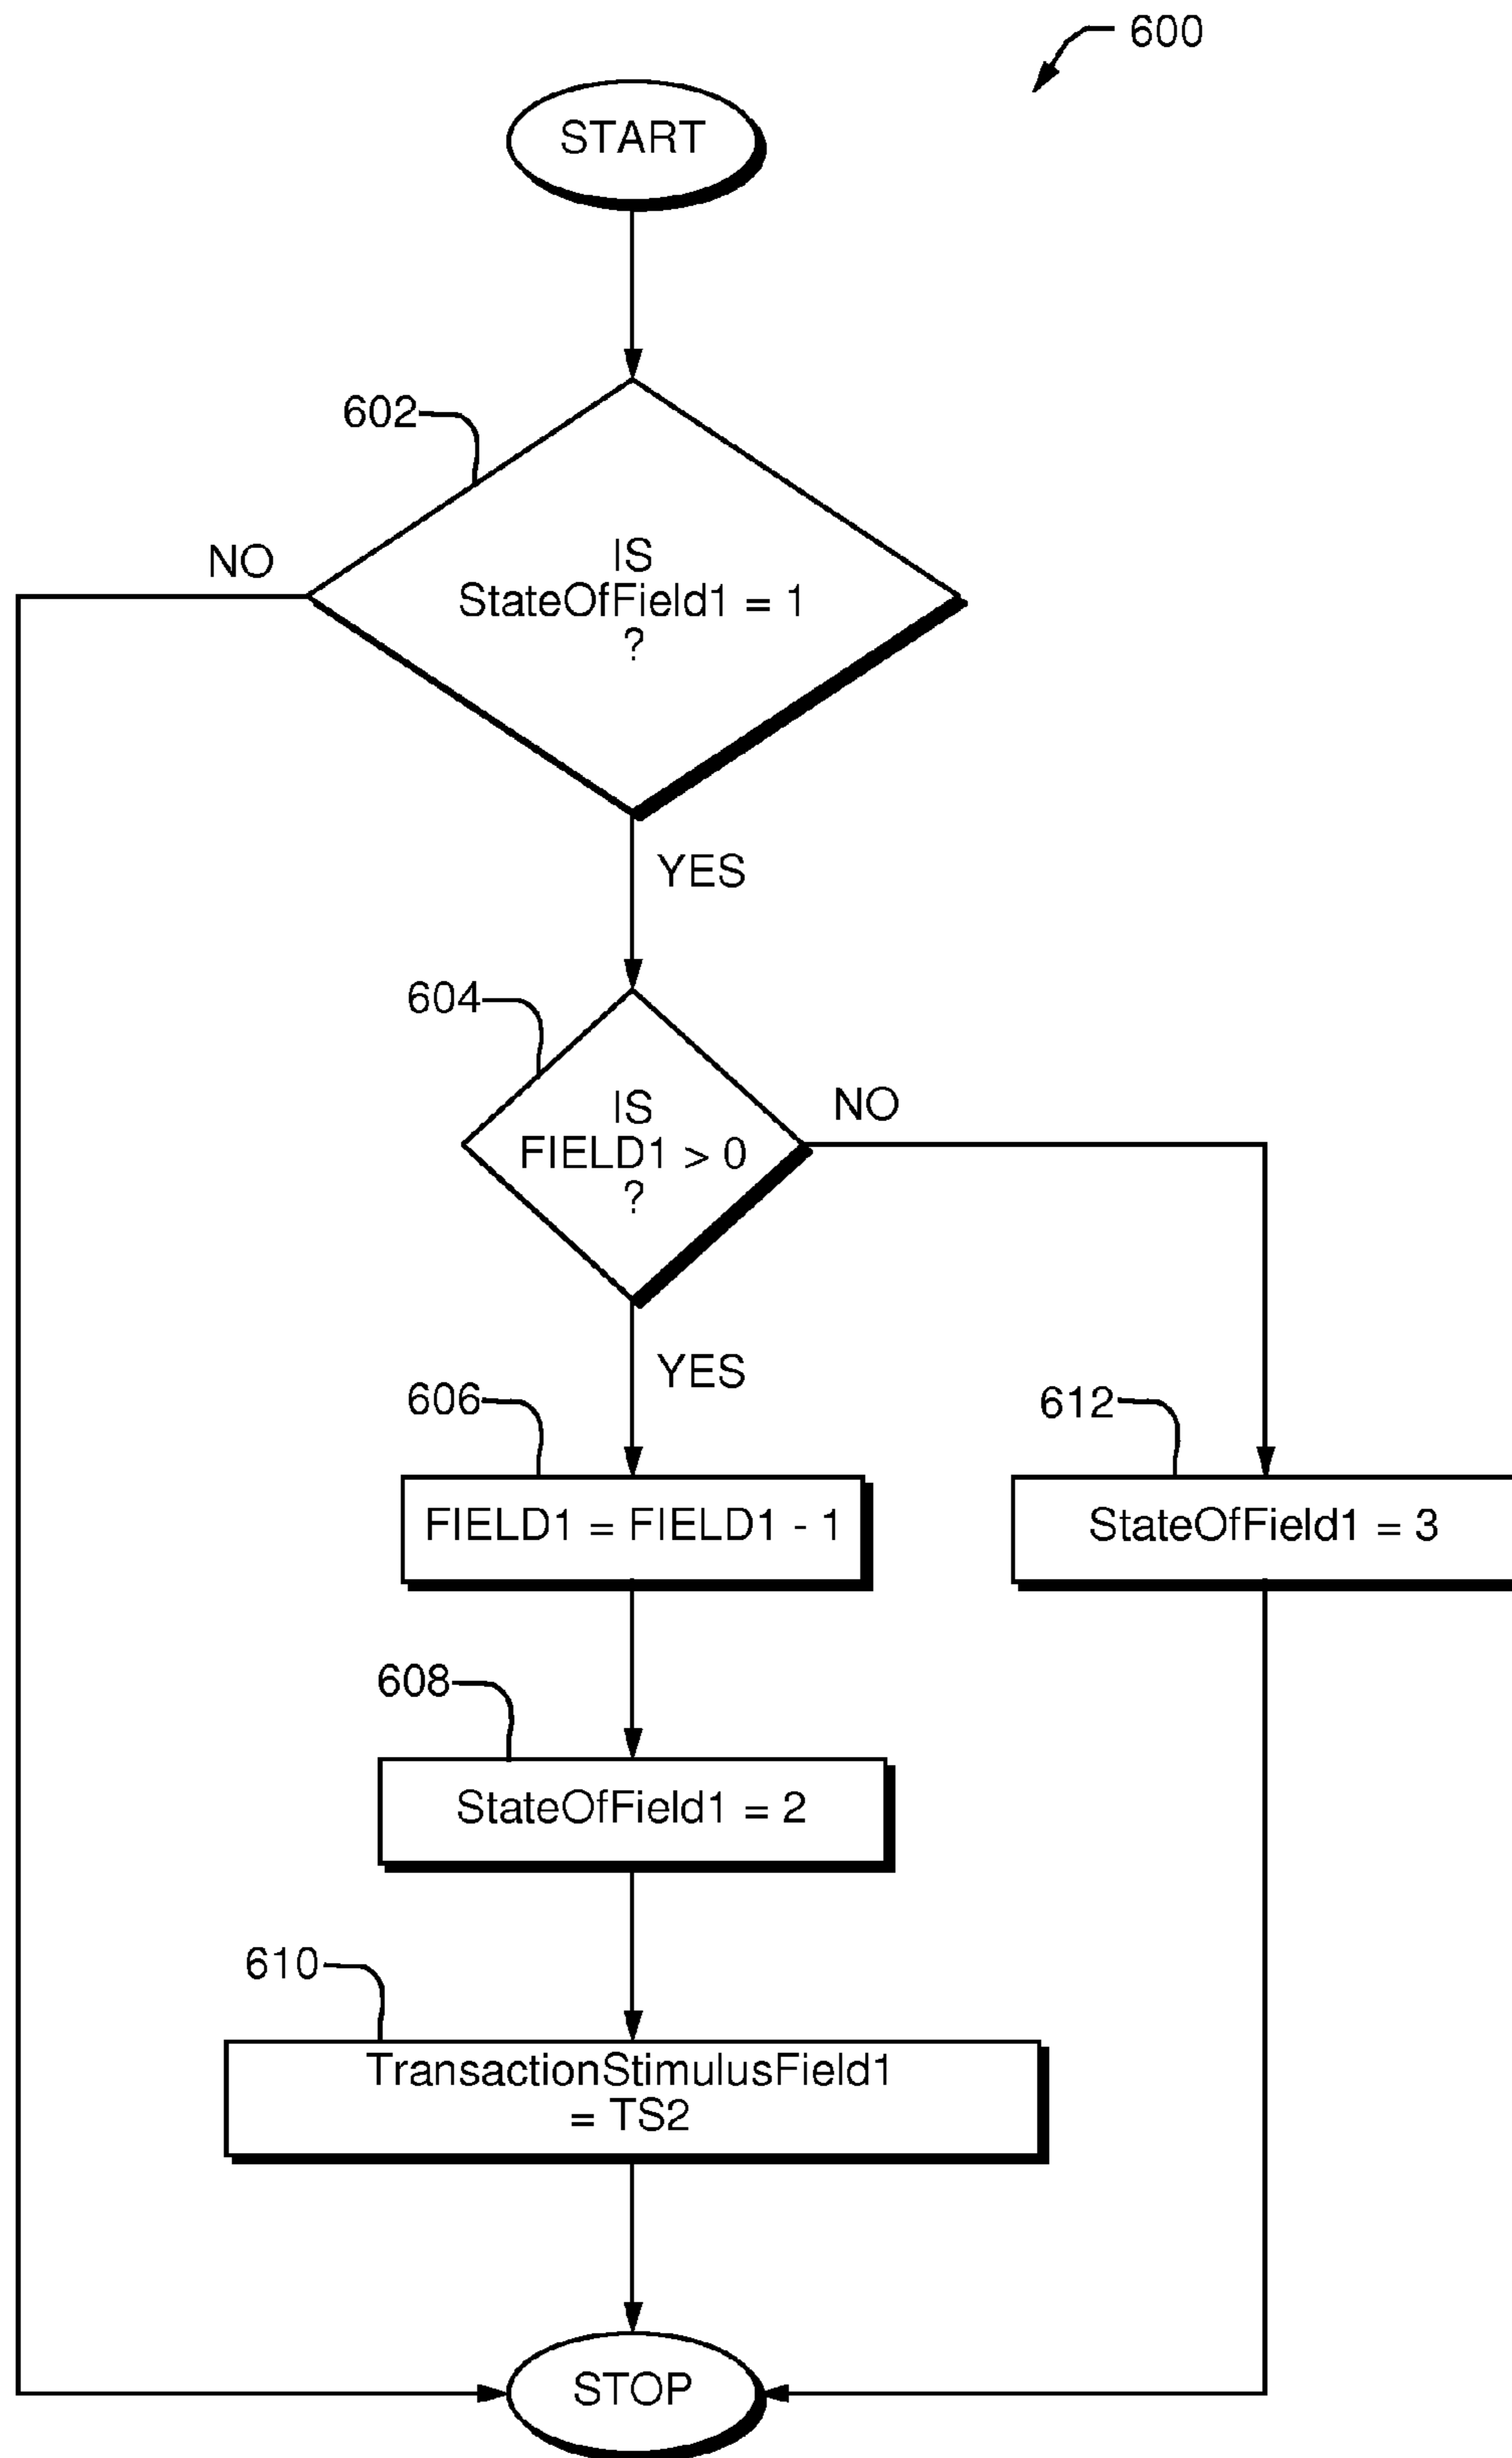 600
START
602
NO
IS
StateOfField1 = 1
?
YES
604
IS
FIELD1 > 0
?
NO
YES
606
612
FIELD1 = FIELD1 - 1
StateOfField1 = 3
608
StateOfField1 = 2
610
TransactionStimulusField1
= TS2
STOP